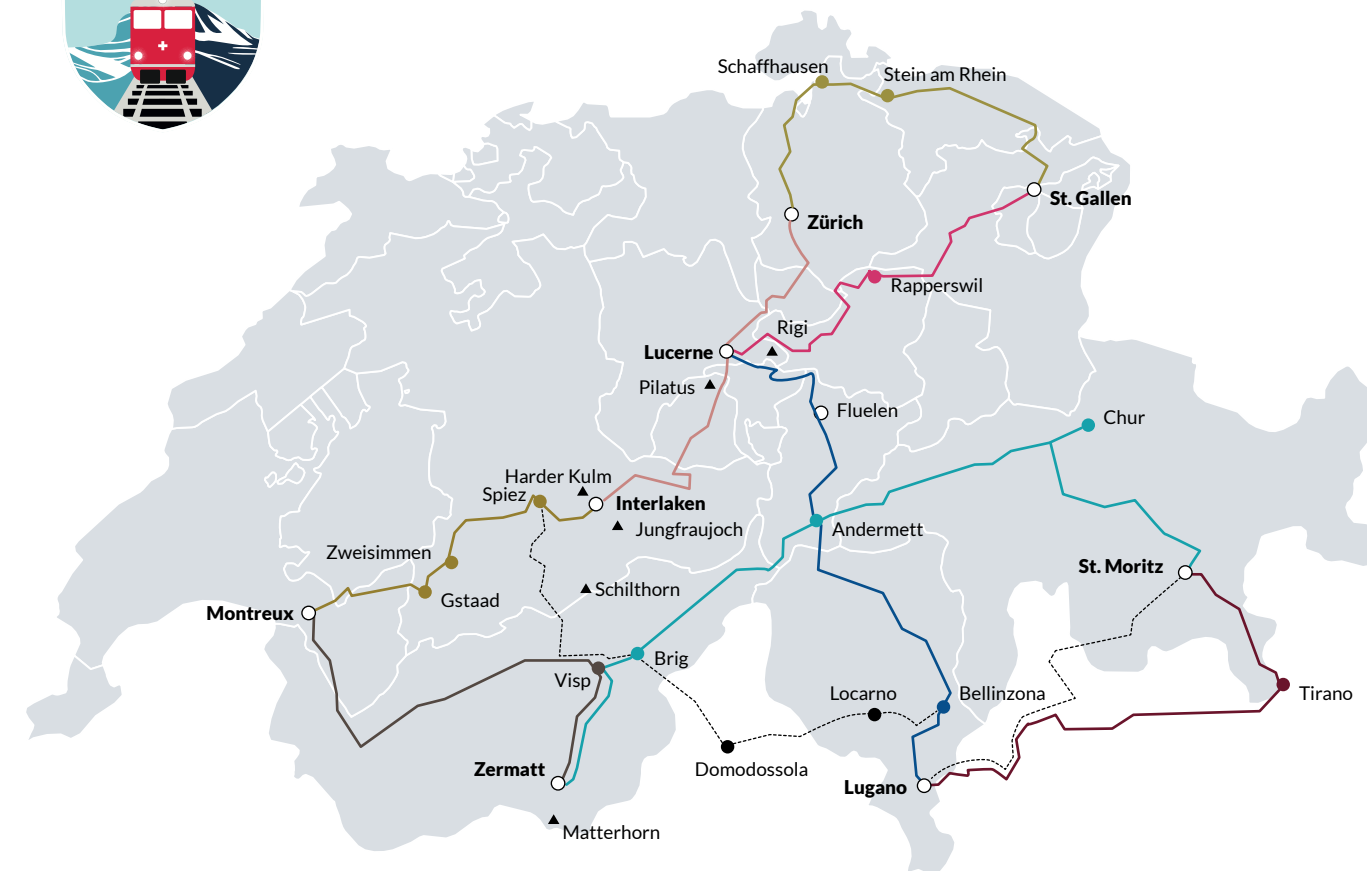 Schaffhausen
Stein am Rhein
St. Gallen
Zürich
Rapperswil
Rigi
Lucerne
Pilatus
Fluelen
Chur
Harder Kulm
Spiez
Interlaken
Jungfraujoch
Andermett
Zweisimmen
St. Moritz
Schilthorn
Gstaad
Montreux
Brig
Visp
Locarno
Bellinzona
Tirano
Domodossola
Zermatt
Lugano
Matterhorn